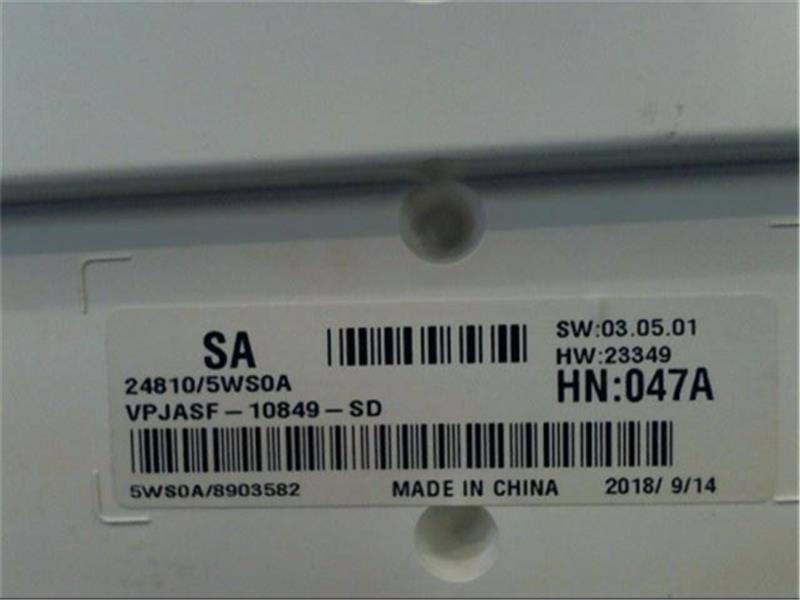 SA
SW:03.05.01
HW:23349
24810/5WS0A
HN:047A
VPJASF-10849-SD
5WS0A/8903582 MADE IN CHINA 2018/ 9/14